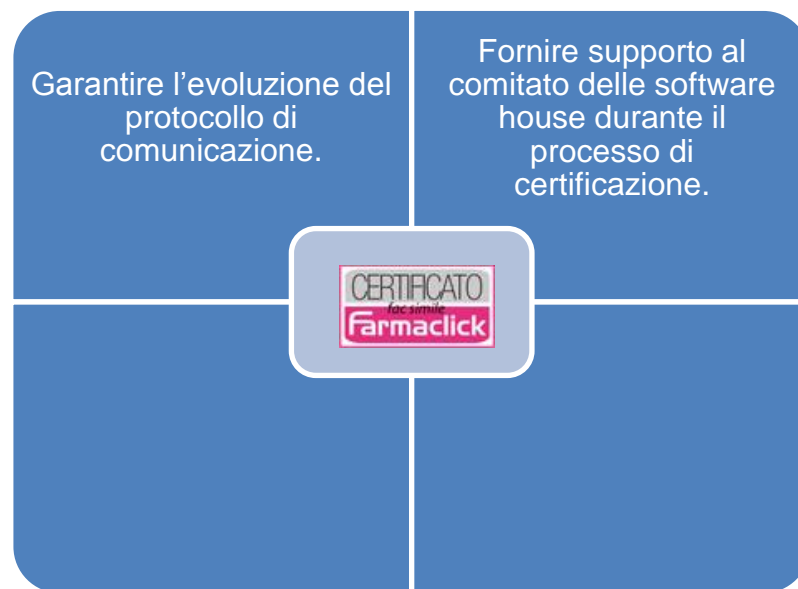 Garantire l’evoluzione del
protocollo di
comunicazione.
Fornire supporto al
comitato delle software
house durante il
processo di
certificazione.
CERTIFICATO
fac simile
Farmaclick